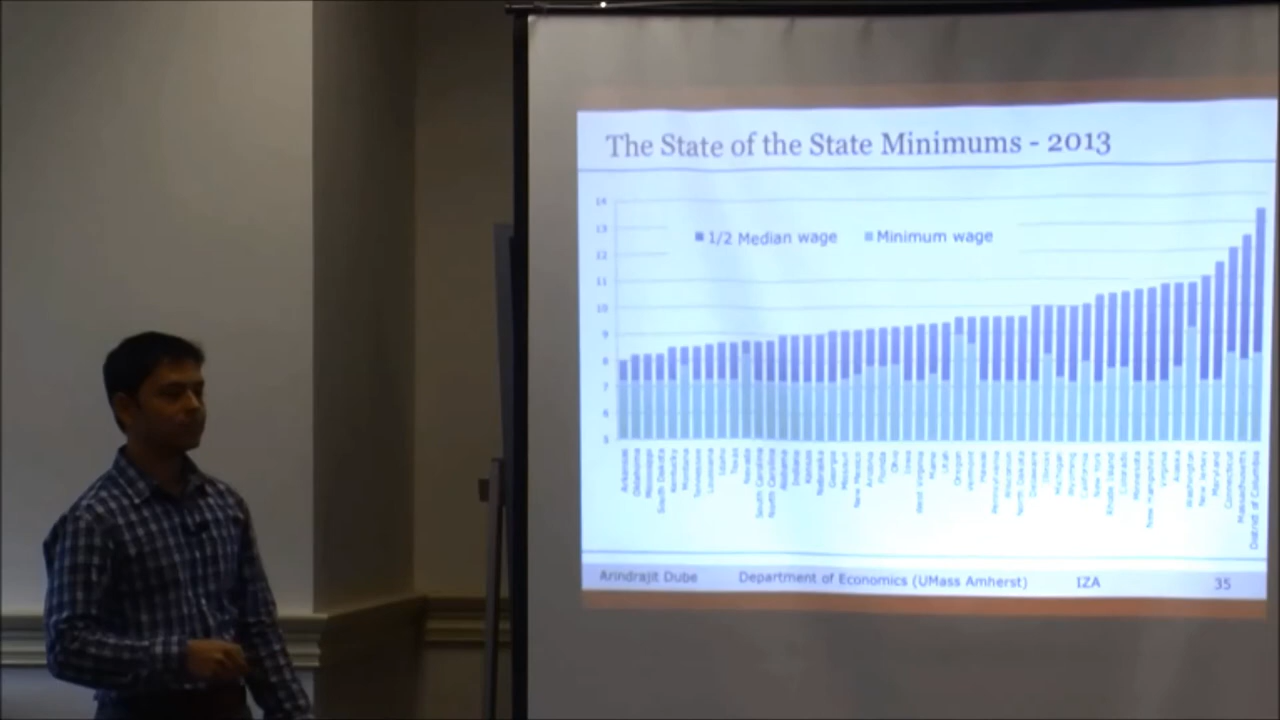 The State of the State Minimums - 2013
14
1/2 Median wage Minimum wage
13
12
11
10
9
8
7
6
5
Arkansas
Oklahoma
Mississippi
South Dakota
Kentucky
Montana
Tennessee
Louisiana
Idaho
Texas
Nevada
South Carolina
North Carolina
Alabama
Indiana
Kansas
Nebraska
Georgia
Missouri
New Mexico
Arizona
Florida
Ohio
Iowa
West Virginia
Maine
Utah
Oregon
Vermont
Hawaii
Pennsylvania
Wisconsin
North Dakota
Delaware
Illinois
Michigan
Wyoming
California
New York
Rhode Island
Colorado
Minnesota
New Hampshire
Virginia
Alaska
Washington
New Jersey
Maryland
Connecticut
Massachusetts
District of Columbia
Arindrajit Dube Department of Economics (UMass Amherst) IZA 35